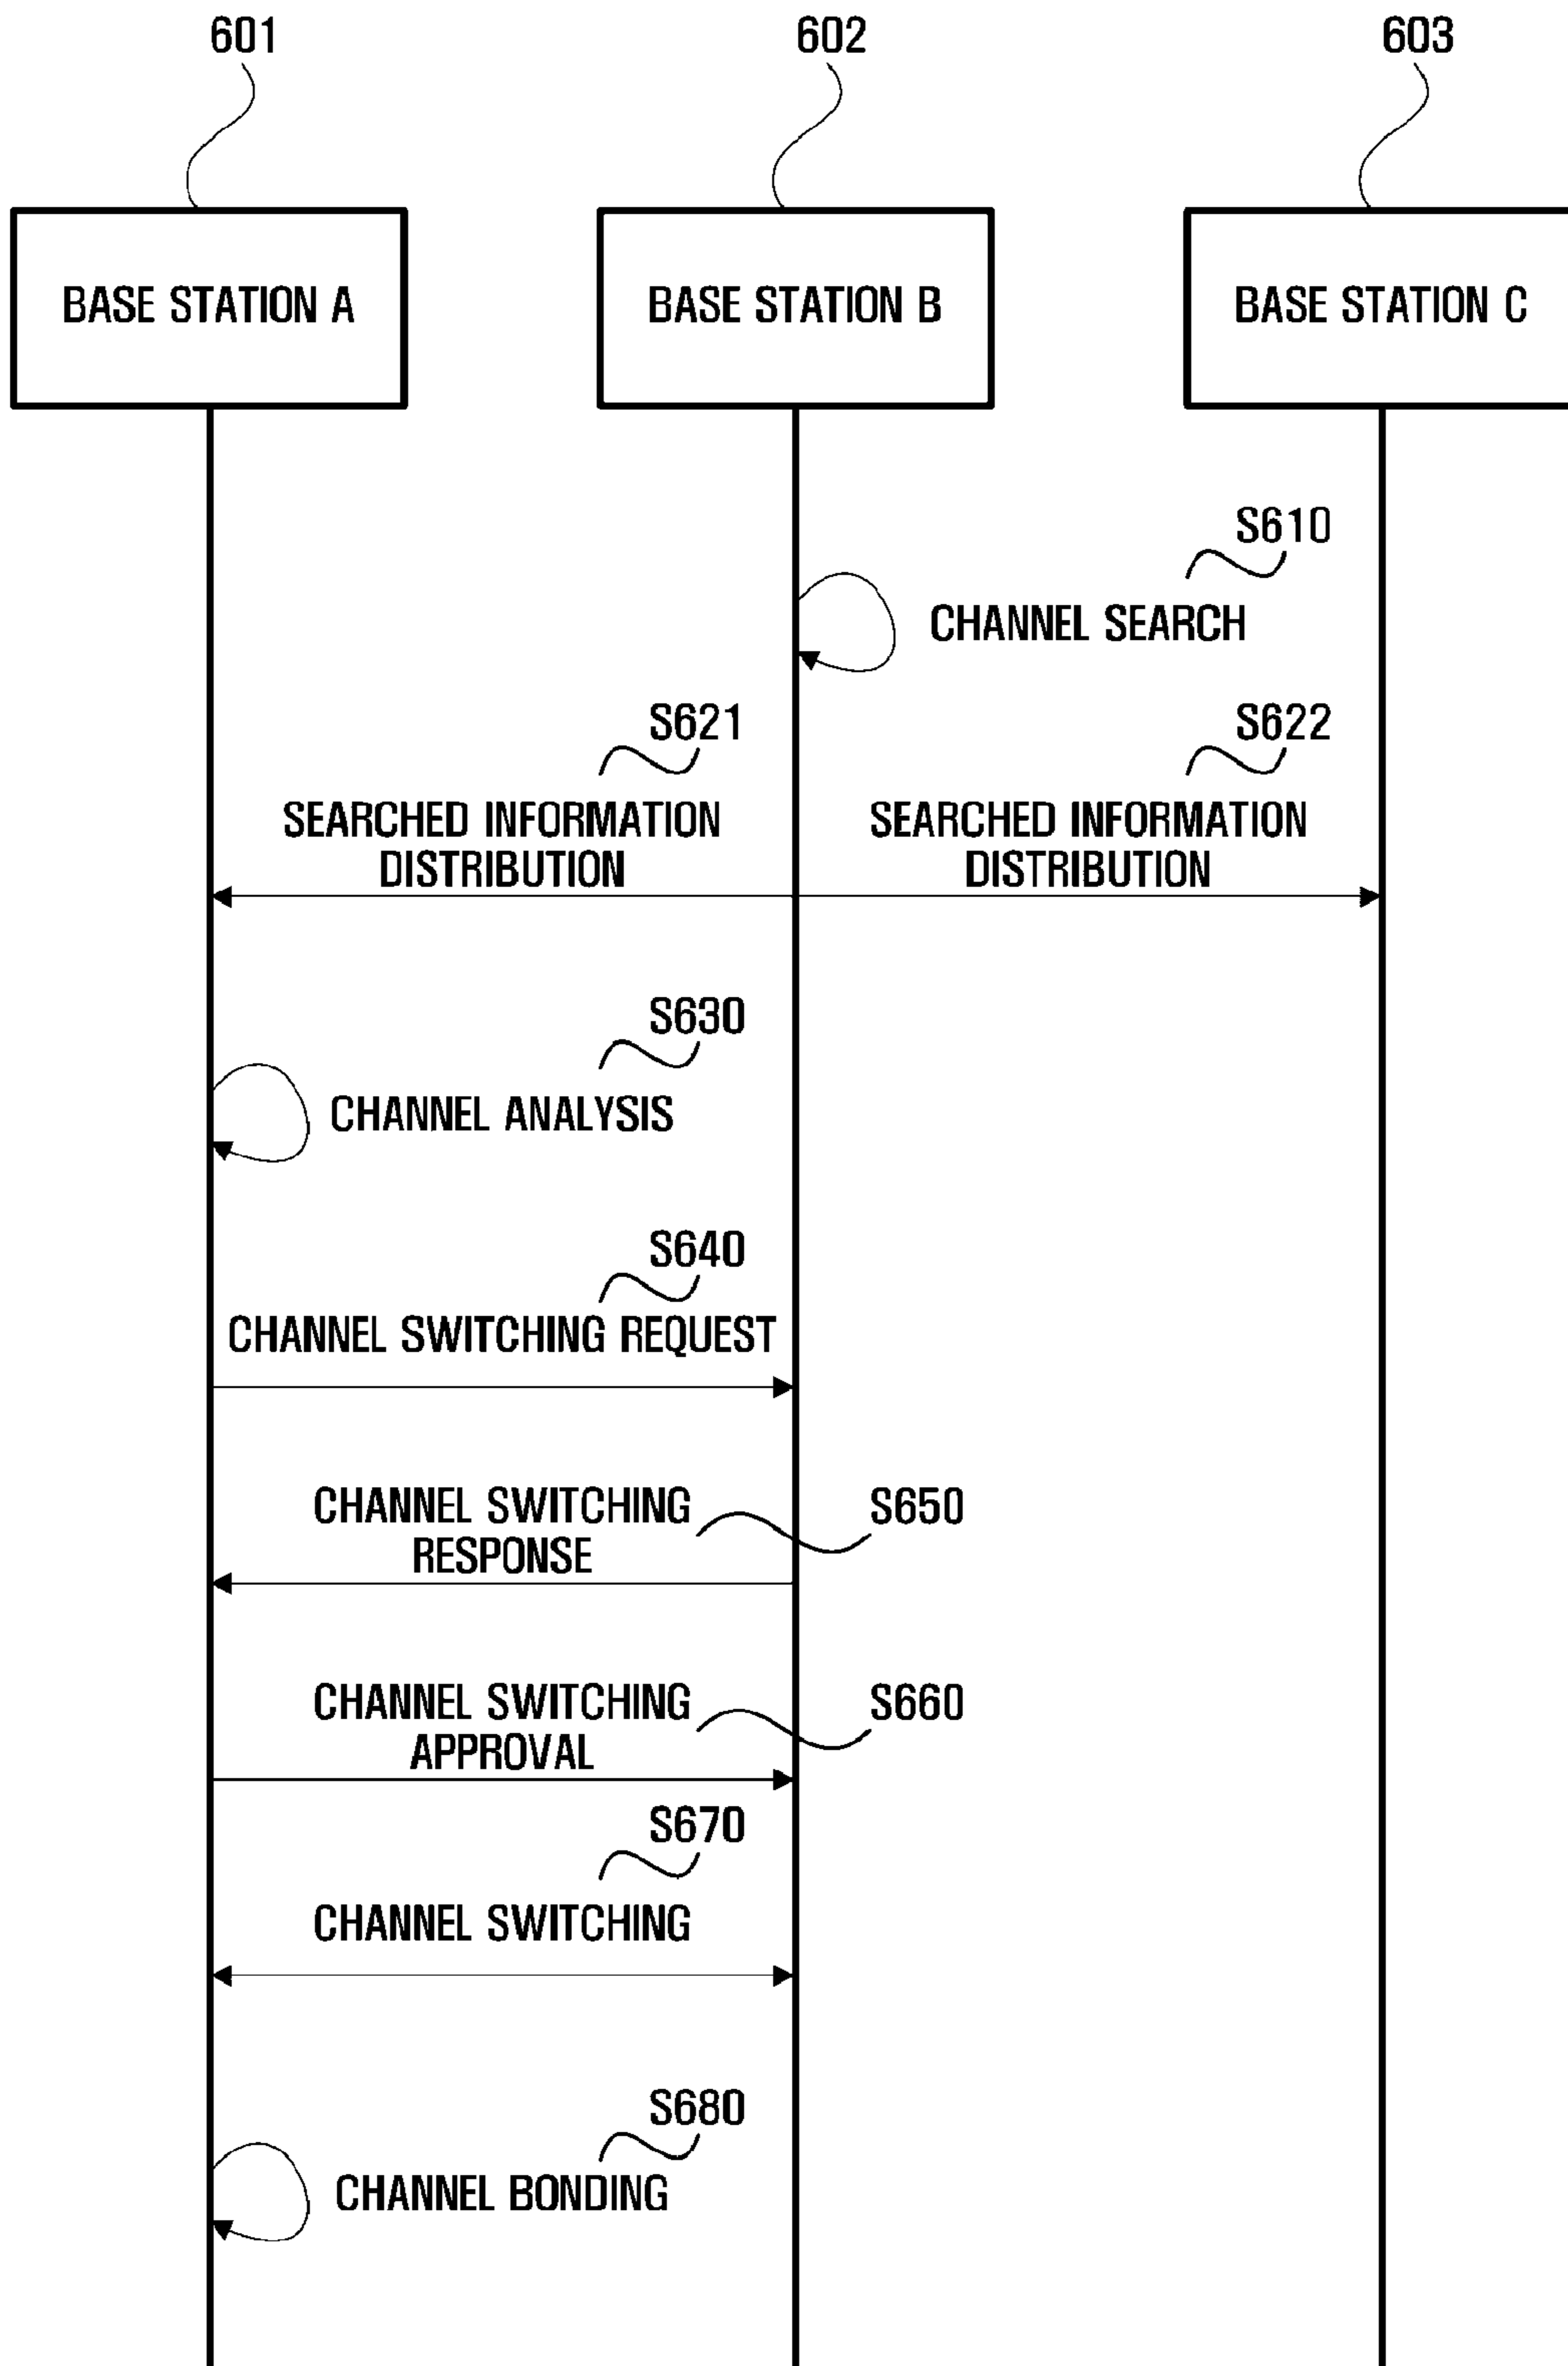 601
602
603
BASE STATION A
BASE STATION B
BASE STATION C
S610
CHANNEL SEARCH
S621
S622
SEARCHED INFORMATION
DISTRIBUTION
SEARCHED INFORMATION
DISTRIBUTION
S630
CHANNEL ANALYSIS
S640
CHANNEL SWITCHING REQUEST
CHANNEL SWITCHING
RESPONSE
S650
CHANNEL SWITCHING
APPROVAL
S660
S670
CHANNEL SWITCHING
S680
CHANNEL BONDING